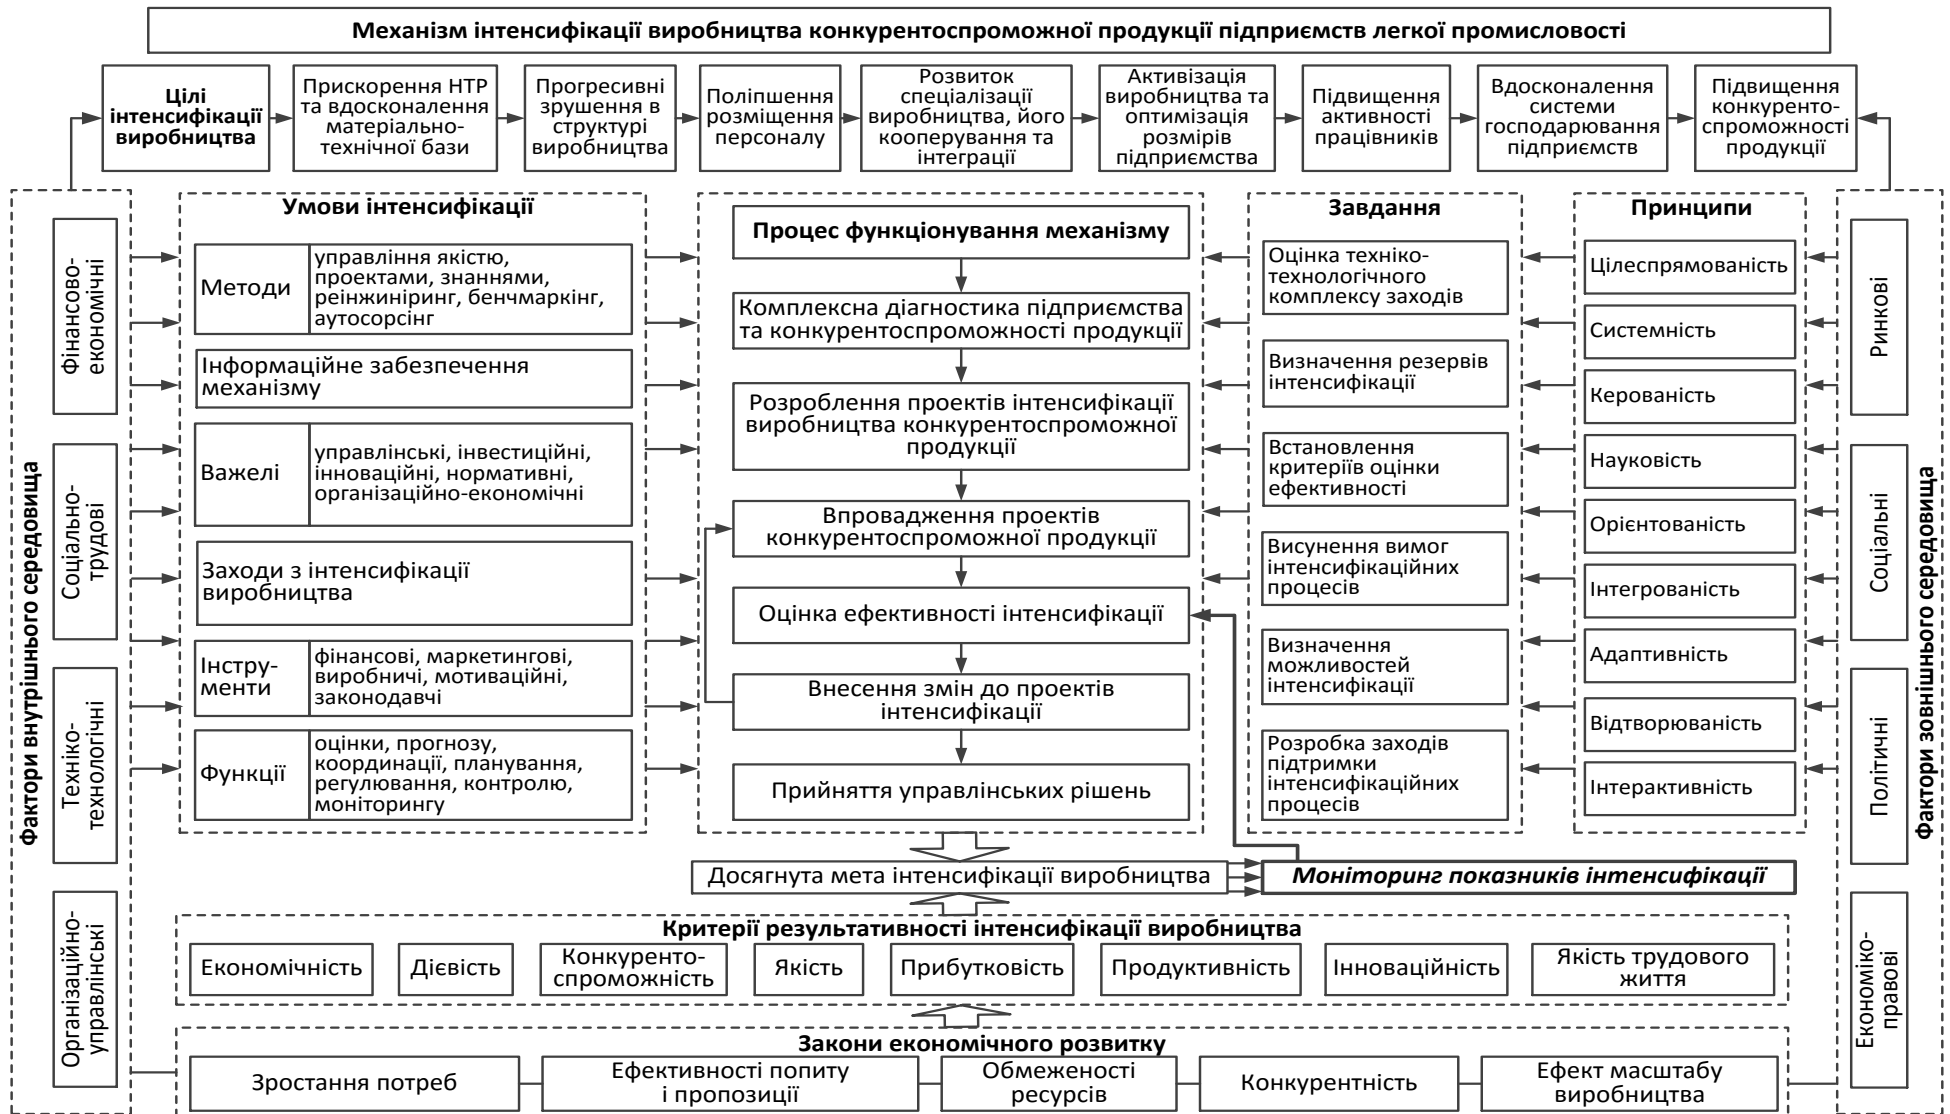 Механізм інтенсифікації виробництва конкурентоспроможної продукції підприємств легкої промисловості
Цілі
інтенсифікації
виробництва
Прискорення НТР
та вдосконалення
матеріально-
технічної бази
Прогресивні
зрушення в
структурі
виробництва
Поліпшення
розміщення
персоналу
Розвиток
спеціалізації
виробництва, його
кооперування та
інтеграції
Активізація
виробництва та
оптимізація
розмірів
підприємства
Підвищення
активності
працівників
Вдосконалення
системи
господарювання
підприємств
Підвищення
конкуренто-
спроможності
продукції
Фактори внутрішнього середовища
Фінансово-
економічні
Соціально-
трудові
Техніко-
технологічні
Організаційно-
управлінські
Умови інтенсифікації
Методи
управління якістю,
проектами, знаннями,
реінжиніринг, бенчмаркінг,
аутосорсінг
Інформаційне забезпечення
механізму
Важелі
управлінські, інвестиційні,
інноваційні, нормативні,
організаційно-економічні
Заходи з інтенсифікації
виробництва
Інстру-
менти
фінансові, маркетингові,
виробничі, мотиваційні,
законодавчі
Функції
оцінки, прогнозу,
координації, планування,
регулювання, контролю,
моніторингу
Процес функціонування механізму
Комплексна діагностика підприємства
та конкурентоспроможності продукції
Розроблення проектів інтенсифікації
виробництва конкурентоспроможної
продукції
Впровадження проектів
конкурентоспроможної продукції
Оцінка ефективності інтенсифікації
Внесення змін до проектів
інтенсифікації
Прийняття управлінських рішень
Завдання
Оцінка техніко-
технологічного
комплексу заходів
Визначення резервів
інтенсифікації
Встановлення
критеріїв оцінки
ефективності
Висунення вимог
інтенсифікаційних
процесів
Визначення
можливостей
інтенсифікації
Розробка заходів
підтримки
інтенсифікаційних
процесів
Принципи
Цілеспрямованість
Системність
Керованість
Науковість
Орієнтованість
Інтегрованість
Адаптивність
Відтворюваність
Інтерактивність
Ринкові
Соціальні
Політичні
Економіко-
правові
Фактори зовнішнього середовища
Досягнута мета інтенсифікації виробництва
Моніторинг показників інтенсифікації
Критерії результативності інтенсифікації виробництва
Економічність
Дієвість
Конкуренто-
спроможність
Якість
Прибутковість
Продуктивність
Інноваційність
Якість трудового
життя
Закони економічного розвитку
Зростання потреб
Ефективності попиту
і пропозиції
Обмеженості
ресурсів
Конкурентність
Ефект масштабу
виробництва